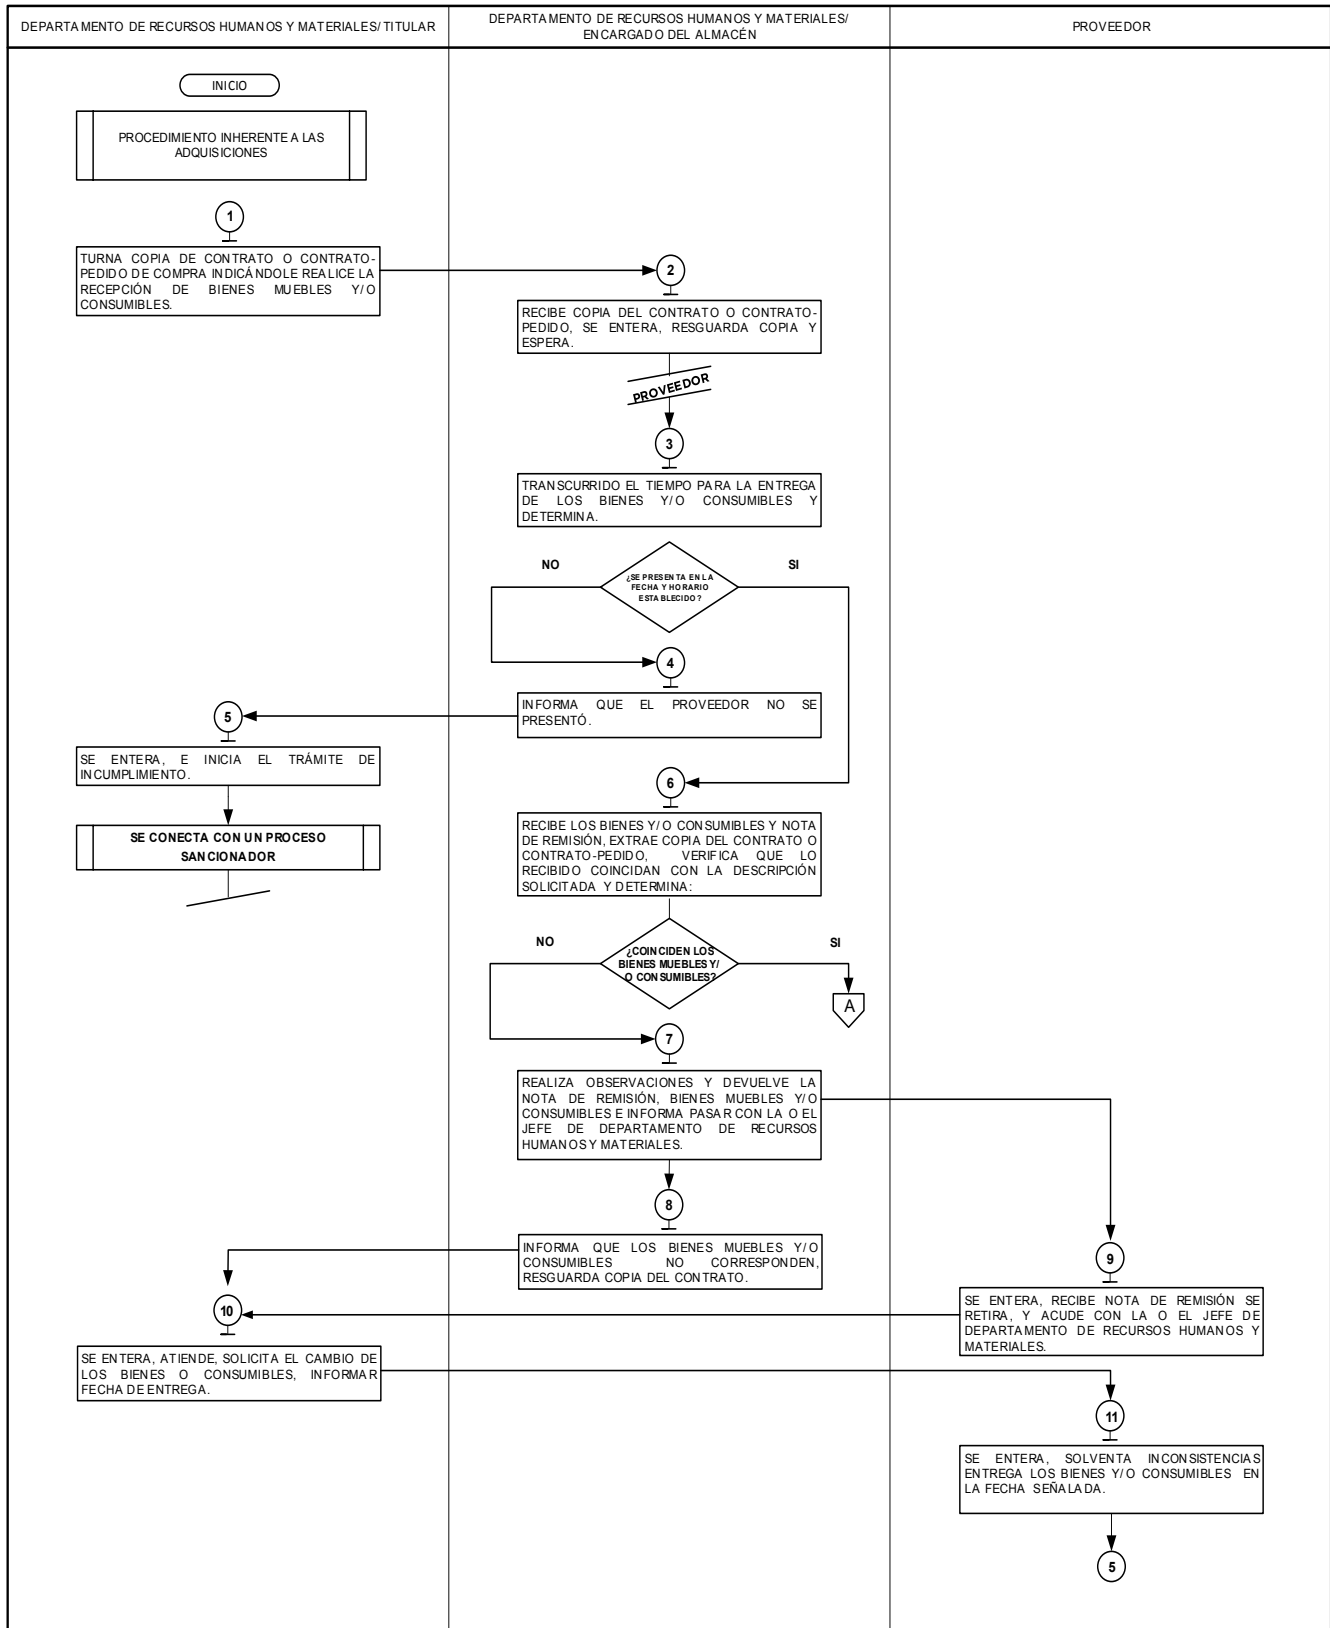 DEPARTAMENTO DE RECURSOS HUMANOS Y MATERIALES/ TITULAR
DEPARTAMENTO DE RECURSOS HUMANOS Y MATERIALES/
ENCARGADO DEL ALMACÉN
PROVEEDOR
INICIO
PROCEDIMIENTO INHERENTE A LAS
ADQUISICIONES
1
TURNA COPIA DE CONTRATO O CONTRATO-
PEDIDO DE COMPRA INDICÁNDOLE REALICE LA
RECEPCIÓN DE BIENES MUEBLES Y/O
CONSUMIBLES.
2
RECIBE COPIA DEL CONTRATO O CONTRATO-
PEDIDO, SE ENTERA, RESGUARDA COPIA Y
ESPERA.
PROVEEDOR
3
TRANSCURRIDO EL TIEMPO PARA LA ENTREGA
DE LOS BIENES Y/O CONSUMIBLES Y
DETERMINA.
NO
¿SE PRESENTA EN LA
FECHA Y HORARIO
ESTABLECIDO?
SI
4
INFORMA QUE EL PROVEEDOR NO SE
PRESENTÓ.
5
SE ENTERA, E INICIA EL TRÁMITE DE
INCUMPLIMIENTO.
SE CONECTA CON UN PROCESO
SANCIONADOR
6
RECIBE LOS BIENES Y/O CONSUMIBLES Y NOTA
DE REMISIÓN, EXTRAE COPIA DEL CONTRATO O
CONTRATO-PEDIDO, VERIFICA QUE LO
RECIBIDO COINCIDAN CON LA DESCRIPCIÓN
SOLICITADA Y DETERMINA:
NO
¿COINCIDEN LOS
BIENES MUEBLES Y/
O CONSUMIBLES?
SI
A
7
REALIZA OBSERVACIONES Y DEVUELVE LA
NOTA DE REMISIÓN, BIENES MUEBLES Y/O
CONSUMIBLES E INFORMA PASAR CON LA O EL
JEFE DE DEPARTAMENTO DE RECURSOS
HUMANOS Y MATERIALES.
8
INFORMA QUE LOS BIENES MUEBLES Y/O
CONSUMIBLES NO CORRESPONDEN,
RESGUARDA COPIA DEL CONTRATO.
9
SE ENTERA, RECIBE NOTA DE REMISIÓN SE
RETIRA, Y ACUDE CON LA O EL JEFE DE
DEPARTAMENTO DE RECURSOS HUMANOS Y
MATERIALES.
10
SE ENTERA, ATIENDE, SOLICITA EL CAMBIO DE
LOS BIENES O CONSUMIBLES, INFORMAR
FECHA DE ENTREGA.
11
SE ENTERA, SOLVENTA INCONSISTENCIAS
ENTREGA LOS BIENES Y/O CONSUMIBLES EN
LA FECHA SEÑALADA.
5